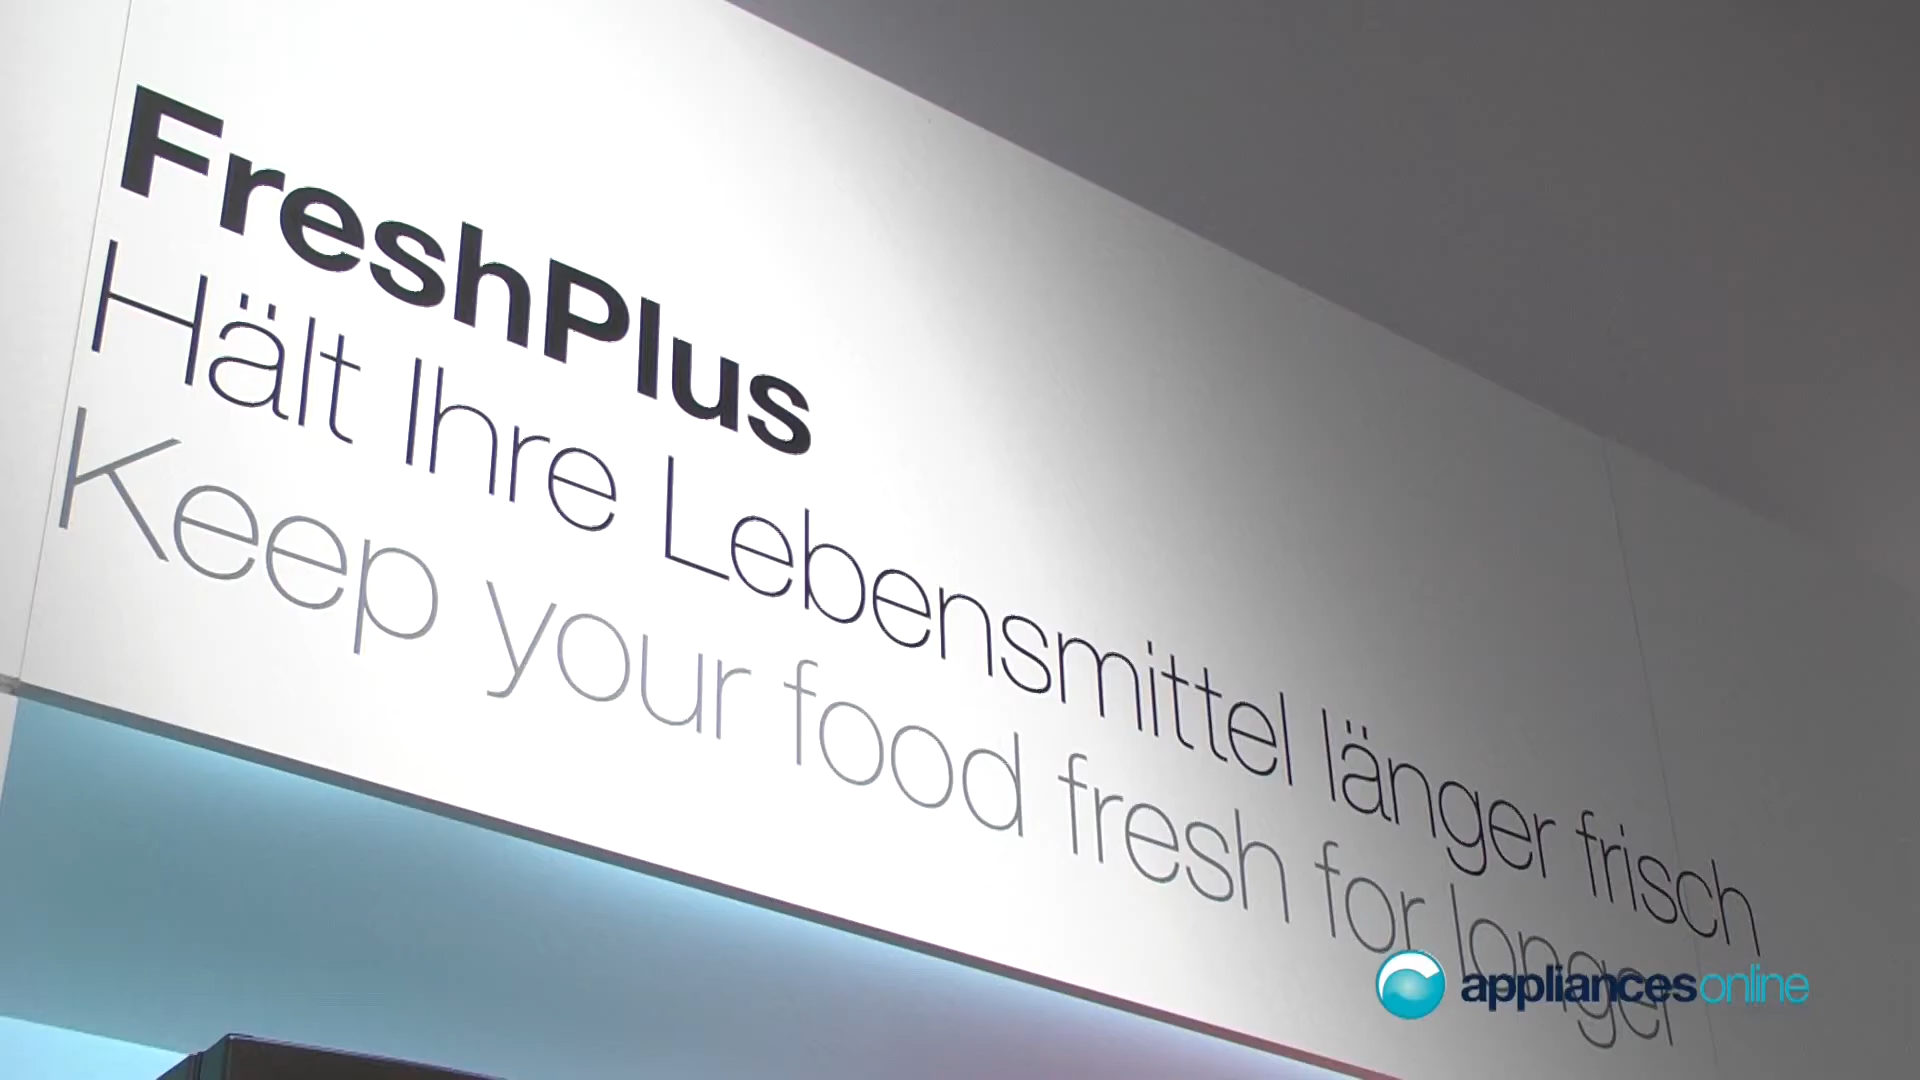 FreshPlus
Hält Ihre Lebensmittel länger frisch
Keep your food fresh for longer
appliancesonline